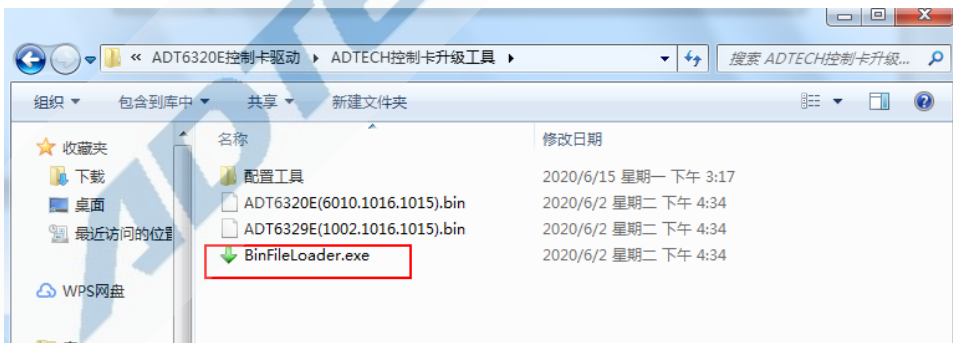 « ADT6320E控制卡驱动 ▸ ADTECH控制卡升级工具 ▸
搜索 ADTECH控制卡升级...
组织 包含到库中 共享 新建文件夹
名称 修改日期
收藏夹
下载
桌面
最近访问的位置
WPS网盘
配置工具 2020/6/15 星期一 下午 3:17
ADT6320E(6010.1016.1015).bin 2020/6/2 星期二 下午 4:34
ADT6329E(1002.1016.1015).bin 2020/6/2 星期二 下午 4:34
BinFileLoader.exe 2020/6/2 星期二 下午 4:34
ADTE